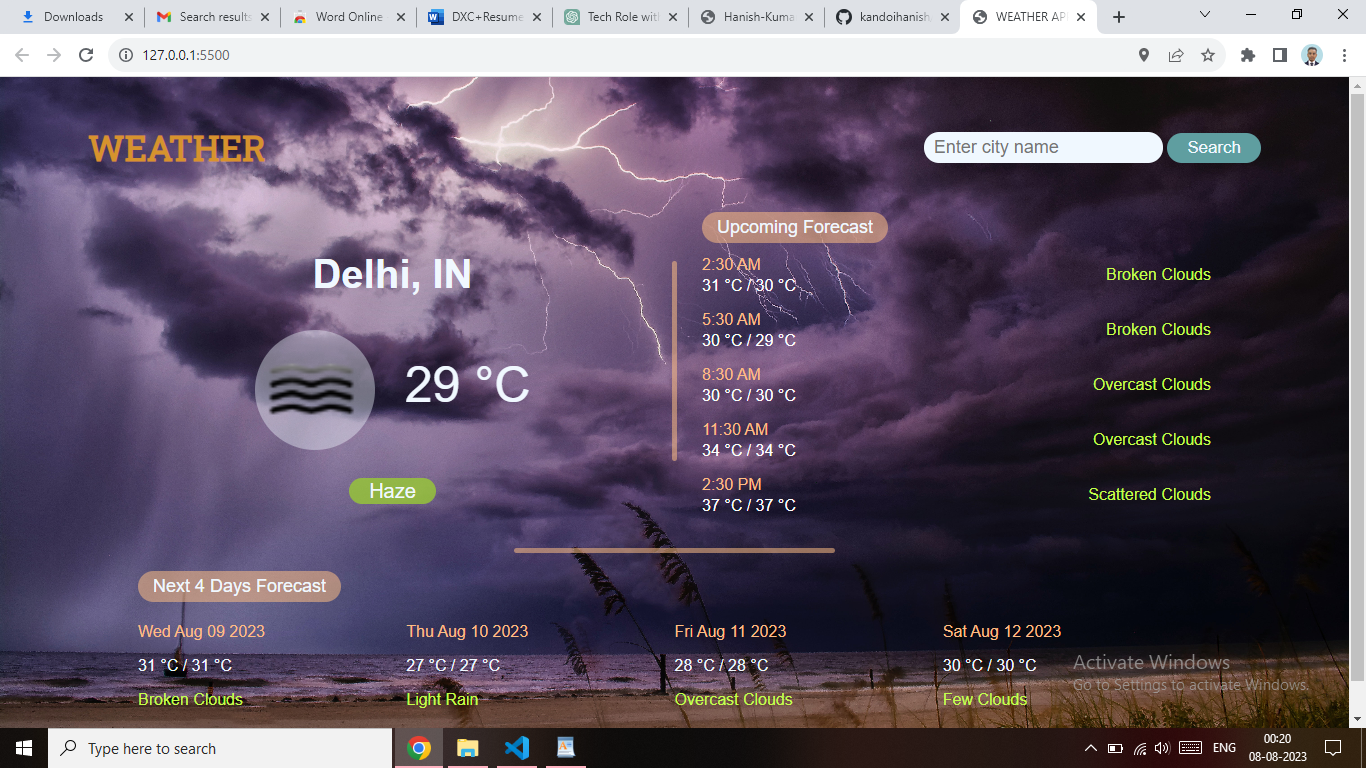 Downloads
Search results
Word Online
DXC+Resume
Tech Role with
Hanish-Kuma
kandoihanish
WEATHER AP
127.0.0.1:5500
WEATHER
Enter city name
Search
Delhi, IN
29 °C
Haze
Upcoming Forecast
2:30 AM
31 °C / 30 °C
Broken Clouds
5:30 AM
30 °C / 29 °C
Broken Clouds
8:30 AM
30 °C / 30 °C
Overcast Clouds
11:30 AM
34 °C / 34 °C
Overcast Clouds
2:30 PM
37 °C / 37 °C
Scattered Clouds
Next 4 Days Forecast
Wed Aug 09 2023
31 °C / 31 °C
Broken Clouds
Thu Aug 10 2023
27 °C / 27 °C
Light Rain
Fri Aug 11 2023
28 °C / 28 °C
Overcast Clouds
Sat Aug 12 2023
30 °C / 30 °C
Few Clouds
Activate Windows
Go to Settings to activate Windows.
Type here to search
ENG
00:20
08-08-2023